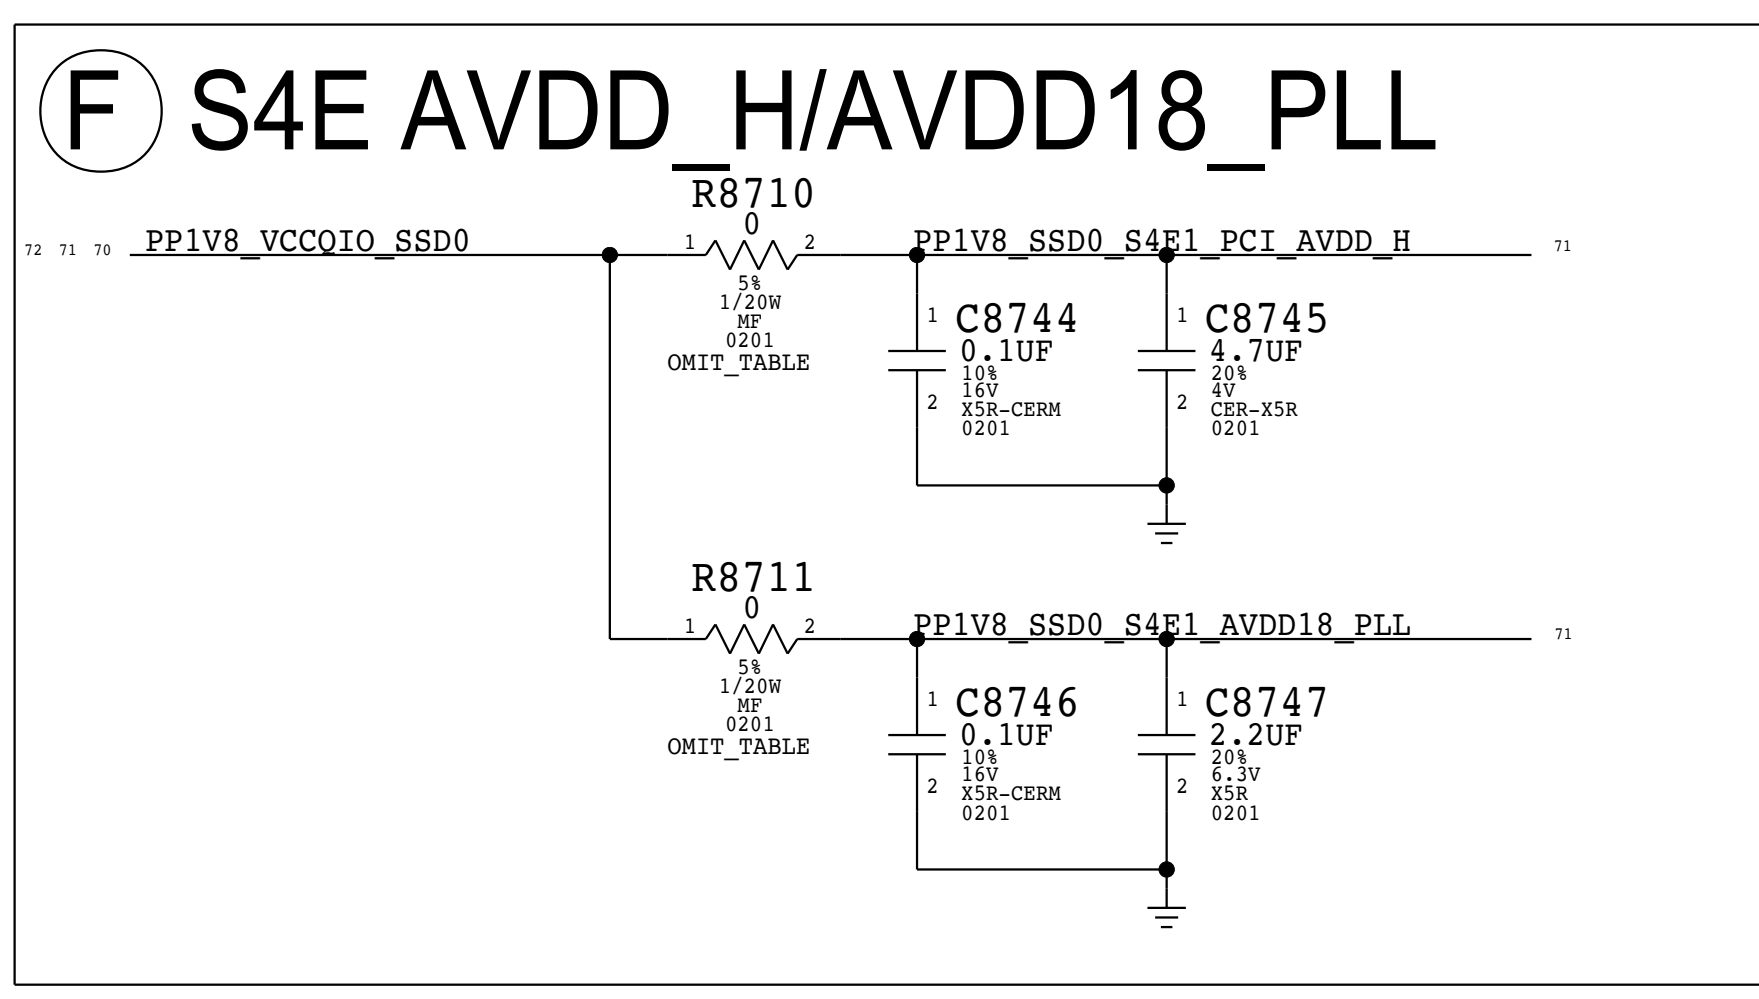 F S4E AVDD_H/AVDD18_PLL
R8710
0
72 71 70 PP1V8_VCCQIO_SSD0 1 2 PP1V8_SSD0_S4E1_PCI_AVDD_H 71
5%
1/20W
MF
0201
OMIT_TABLE
1 C8744
0.1UF
10%
16V
2 X5R-CERM
0201
1 C8745
4.7UF
20%
4V
2 CER-X5R
0201
R8711
0
1 2 PP1V8_SSD0_S4E1_AVDD18_PLL 71
5%
1/20W
MF
0201
OMIT_TABLE
1 C8746
0.1UF
10%
16V
2 X5R-CERM
0201
1 C8747
2.2UF
20%
6.3V
2 X5R
0201